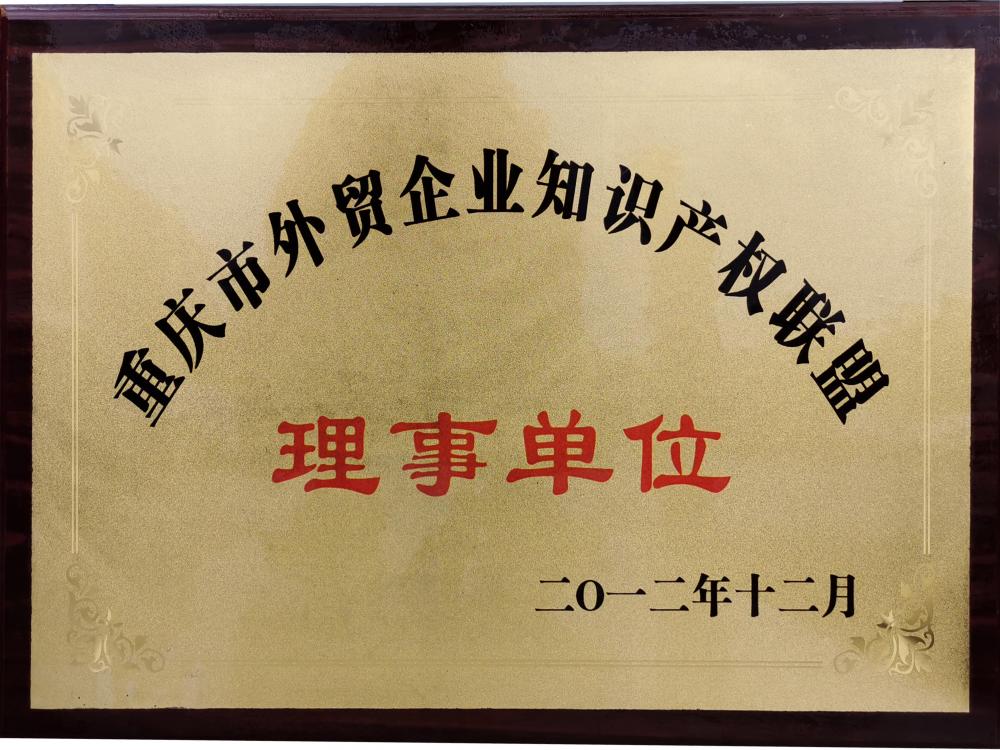 重庆市外贸企业知识产权联盟
理事单位
二〇一二年十二月